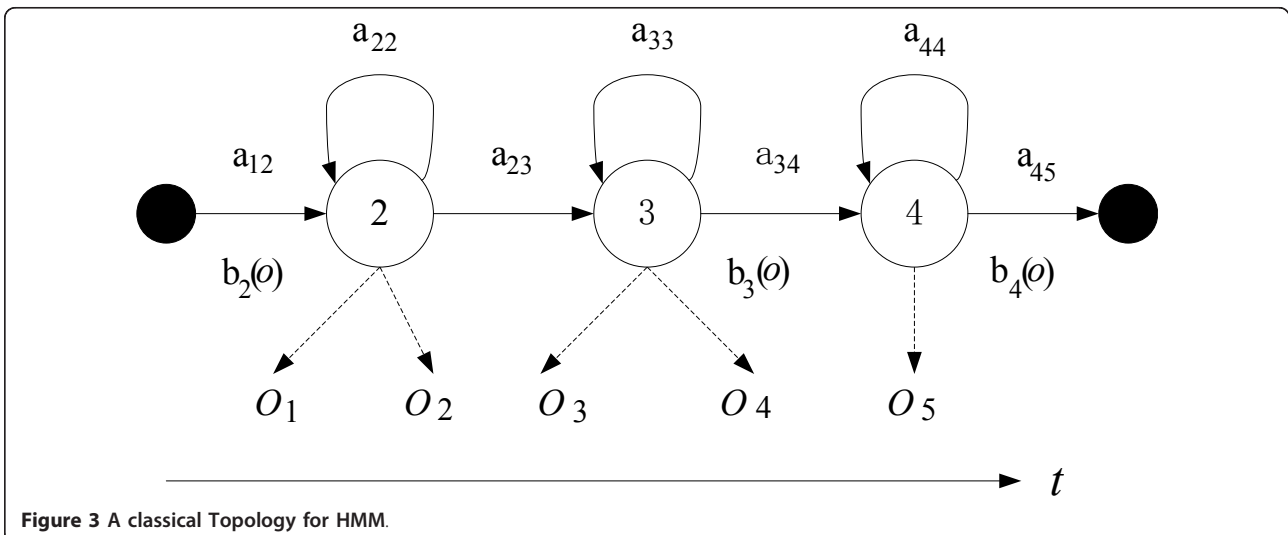 a22 a33 a44
a12 a23 a34 a45
2 3 4
b2(o) b3(o) b4(o)
O1 O2 O3 O4 O5
t
Figure 3 A classical Topology for HMM.